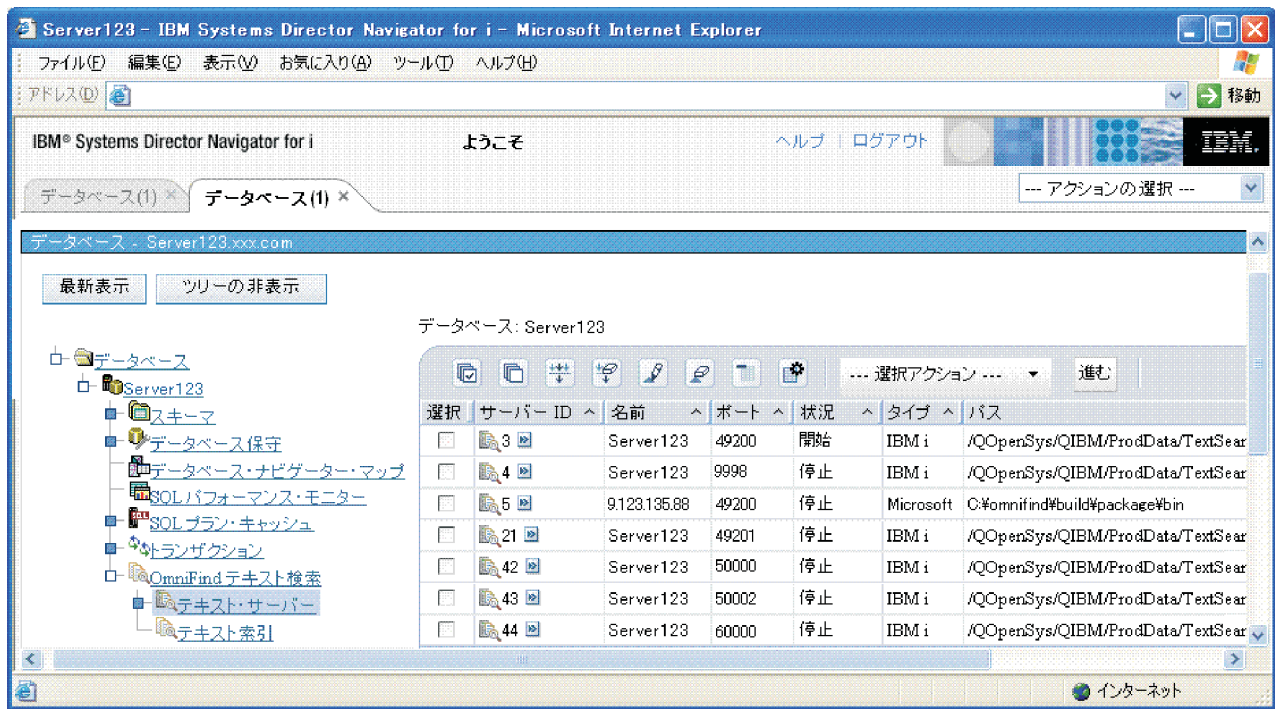 Server123 - IBM Systems Director Navigator for i - Microsoft Internet Explorer
ファイル(F) 編集(E) 表示(V) お気に入り(A) ツール(T) ヘルプ(H)
アドレス(D) 移動
IBM® Systems Director Navigator for i ようこそ ヘルプ | ログアウト IBM.
データベース(1) × データベース(1) × --- アクションの選択 ---
データベース - Server123.xxx.com
最新表示 ツリーの非表示
データベース: Server123
--- 選択アクション --- 進む
データベース
Server123
スキーマ
データベース保守
データベース・ナビゲーター・マップ
SQL パフォーマンス・モニター
SQL プラン・キャッシュ
トランザクション
OmniFind テキスト検索
テキスト・サーバー
テキスト索引
選択 サーバー ID 名前 ポート 状況 タイプ パス
3 Server123 49200 開始 IBM i /QOpenSys/QIBM/ProdData/TextSear
4 Server123 9998 停止 IBM i /QOpenSys/QIBM/ProdData/TextSear
5 9.123.135.88 49200 停止 Microsoft C:¥omnifind¥build¥package¥bin
21 Server123 49201 停止 IBM i /QOpenSys/QIBM/ProdData/TextSear
42 Server123 50000 停止 IBM i /QOpenSys/QIBM/ProdData/TextSear
43 Server123 50002 停止 IBM i /QOpenSys/QIBM/ProdData/TextSear
44 Server123 60000 停止 IBM i /QOpenSys/QIBM/ProdData/TextSear
インターネット